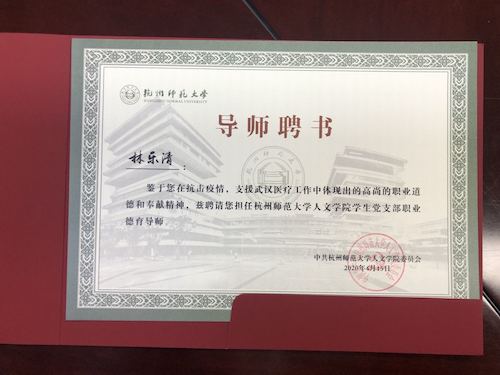 杭州师范大学
HANGZHOU NORMAL UNIVERSITY
导师聘书
林乐清：
鉴于您在抗击疫情，支援武汉医疗工作中体现出的高尚的职业道
德和奉献精神，兹聘请您担任杭州师范大学人文学院学生党支部职业
德育导师。
中共杭州师范大学人文学院委员会
2020年6月15日